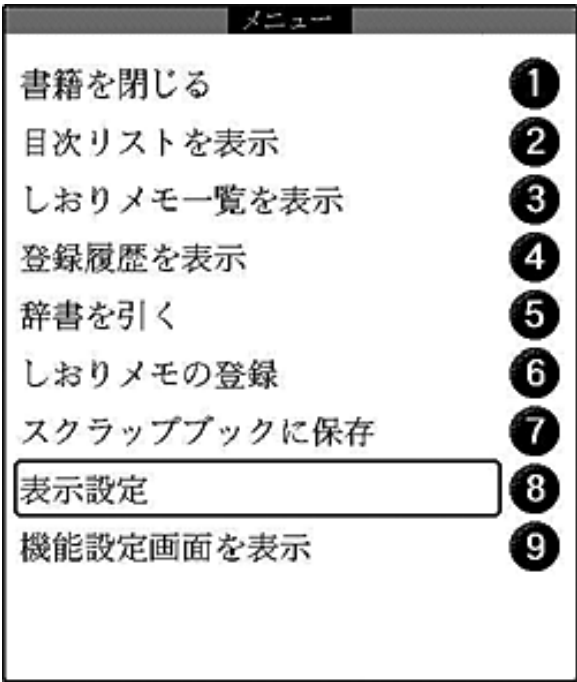 メニュー
書籍を閉じる 1
目次リストを表示 2
しおりメモ一覧を表示 3
登録履歴を表示 4
辞書を引く 5
しおりメモの登録 6
スクラップブックに保存 7
表示設定 8
機能設定画面を表示 9